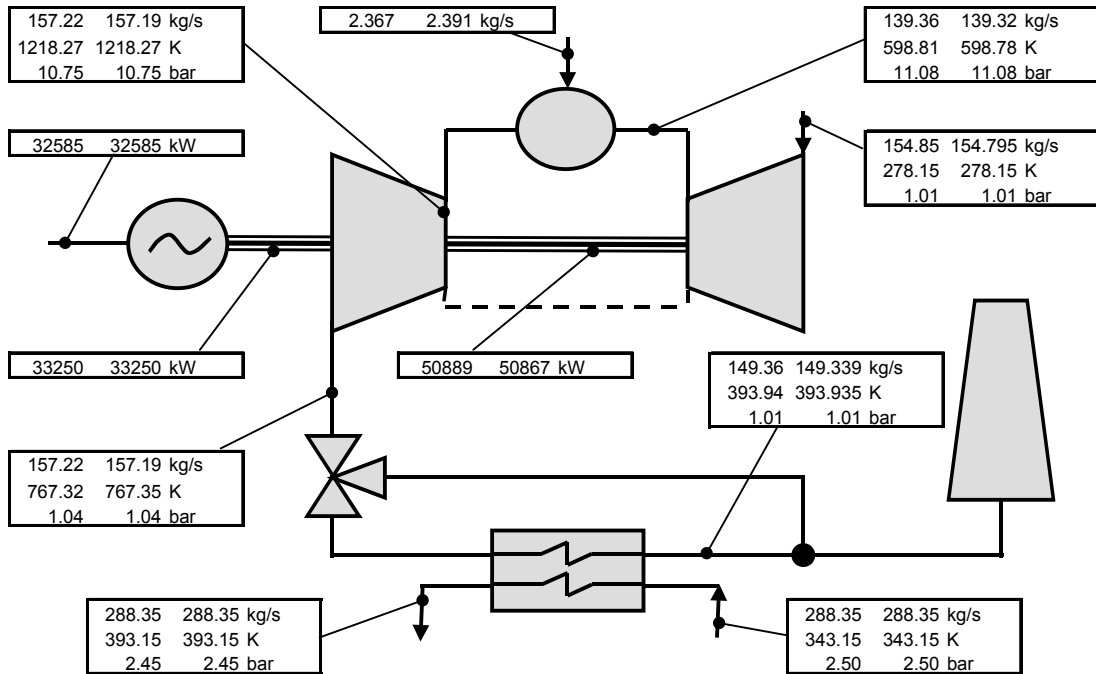 157.22 157.19 kg/s
1218.27 1218.27 K
10.75 10.75 bar
2.367 2.391 kg/s
139.36 139.32 kg/s
598.81 598.78 K
11.08 11.08 bar
32585 32585 kW
154.85 154.795 kg/s
278.15 278.15 K
1.01 1.01 bar
33250 33250 kW
50889 50867 kW
149.36 149.339 kg/s
393.94 393.935 K
1.01 1.01 bar
157.22 157.19 kg/s
767.32 767.35 K
1.04 1.04 bar
288.35 288.35 kg/s
393.15 393.15 K
2.45 2.45 bar
288.35 288.35 kg/s
343.15 343.15 K
2.50 2.50 bar